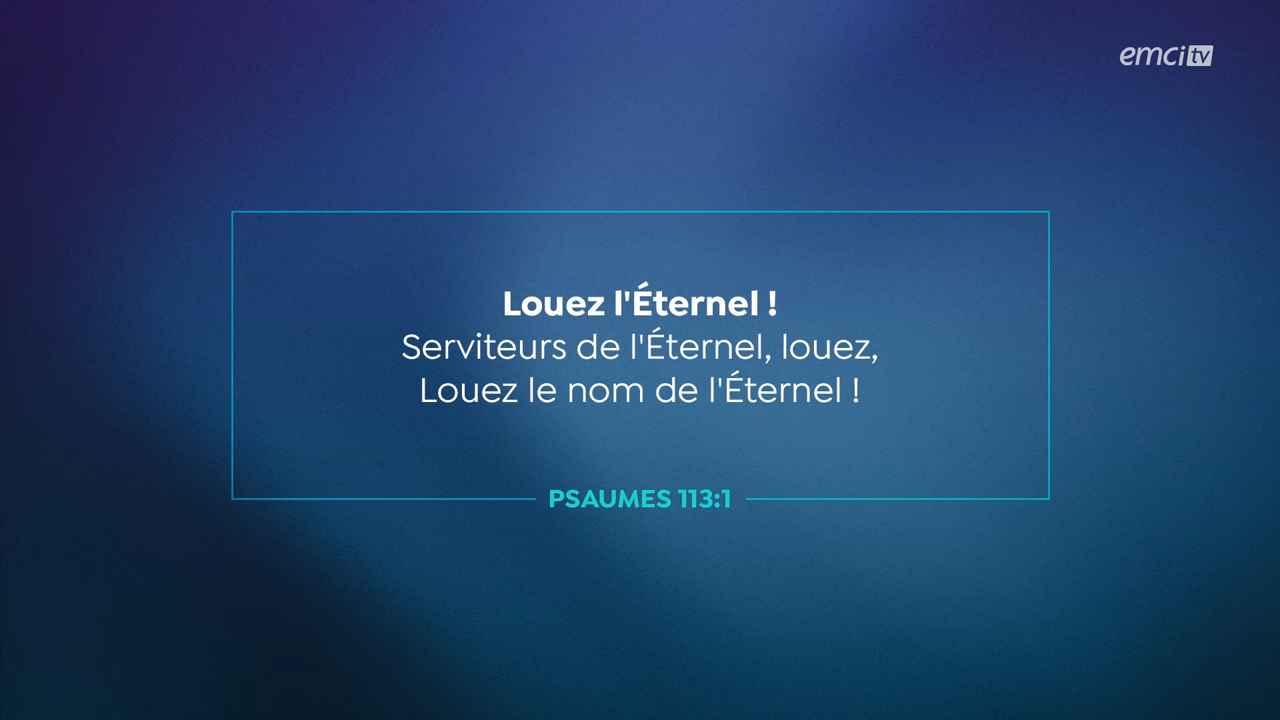 emci tv
Louez l'Éternel !
Serviteurs de l'Éternel, louez,
Louez le nom de l'Éternel !
PSAUMES 113:1